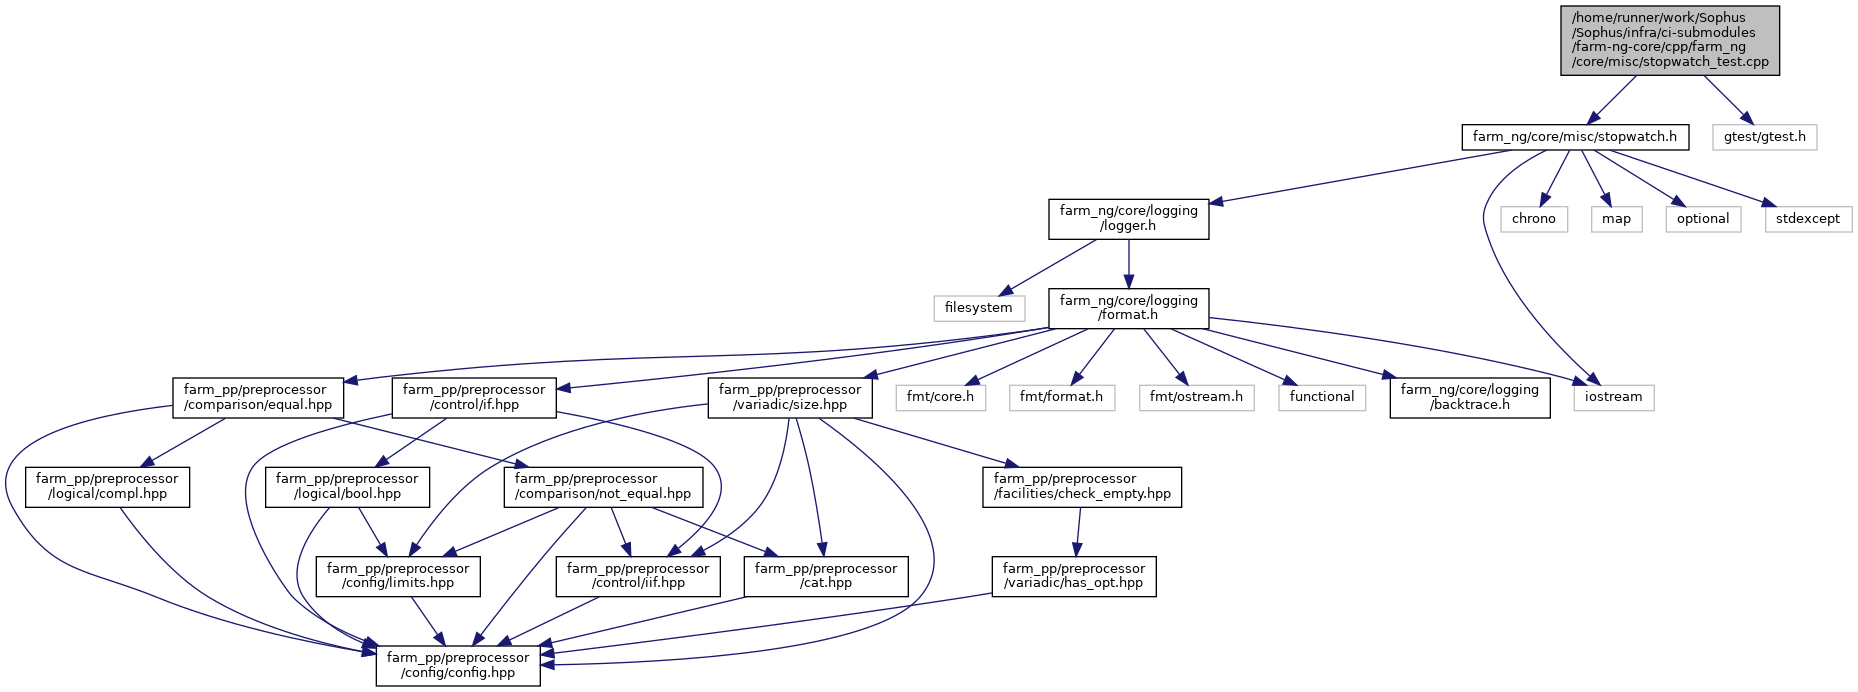 /home/runner/work/Sophus
/Sophus/infra/ci-submodules
/farm-ng-core/cpp/farm_ng
/core/misc/stopwatch_test.cpp
farm_ng/core/misc/stopwatch.h
gtest/gtest.h
farm_ng/core/logging
/logger.h
chrono
map
optional
stdexcept
filesystem
farm_ng/core/logging
/format.h
farm_pp/preprocessor
/comparison/equal.hpp
farm_pp/preprocessor
/control/if.hpp
farm_pp/preprocessor
/variadic/size.hpp
fmt/core.h
fmt/format.h
fmt/ostream.h
functional
farm_ng/core/logging
/backtrace.h
iostream
farm_pp/preprocessor
/logical/compl.hpp
farm_pp/preprocessor
/logical/bool.hpp
farm_pp/preprocessor
/comparison/not_equal.hpp
farm_pp/preprocessor
/facilities/check_empty.hpp
farm_pp/preprocessor
/config/limits.hpp
farm_pp/preprocessor
/control/iif.hpp
farm_pp/preprocessor
/cat.hpp
farm_pp/preprocessor
/variadic/has_opt.hpp
farm_pp/preprocessor
/config/config.hpp